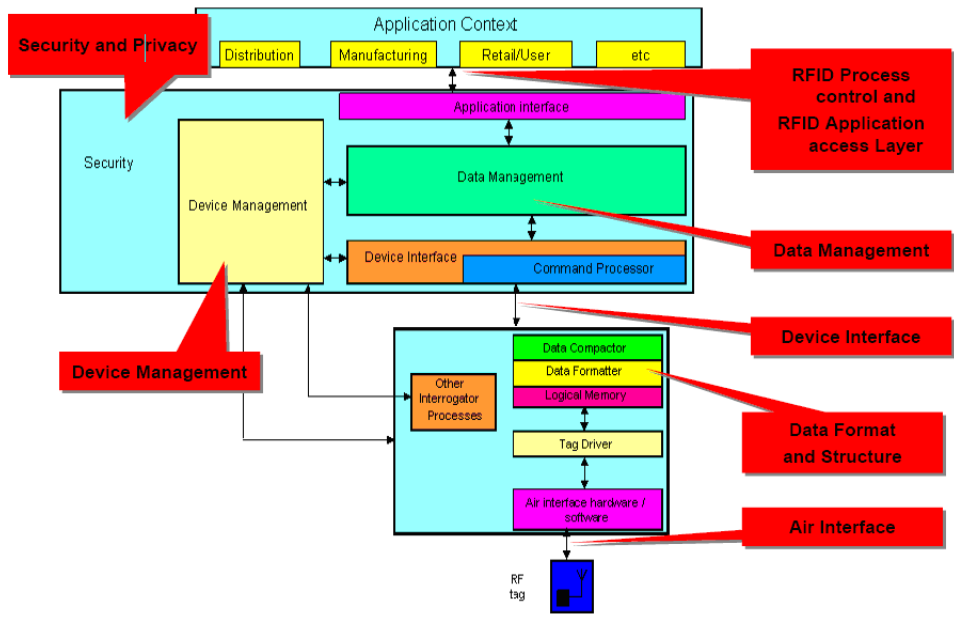 Application Context
Security and Privacy
Distribution
Manufacturing
Retail/User
etc
RFID Process
control and
RFID Application
access Layer
Application interface
Security
Data Management
Device Management
Data Management
Device Interface
Command Processor
Device Interface
Data Compactor
Device Management
Data Formatter
Other
Interrogator
Processes
Logical Memory
Data Format
and Structure
Tag Driver
Air interface hardware /
software
Air Interface
RF
tag